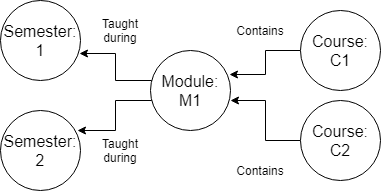 Semester:
1
Taught
during
Semester:
2
Taught
during
Module:
M1
Contains
Course:
C1
Course:
C2
Contains